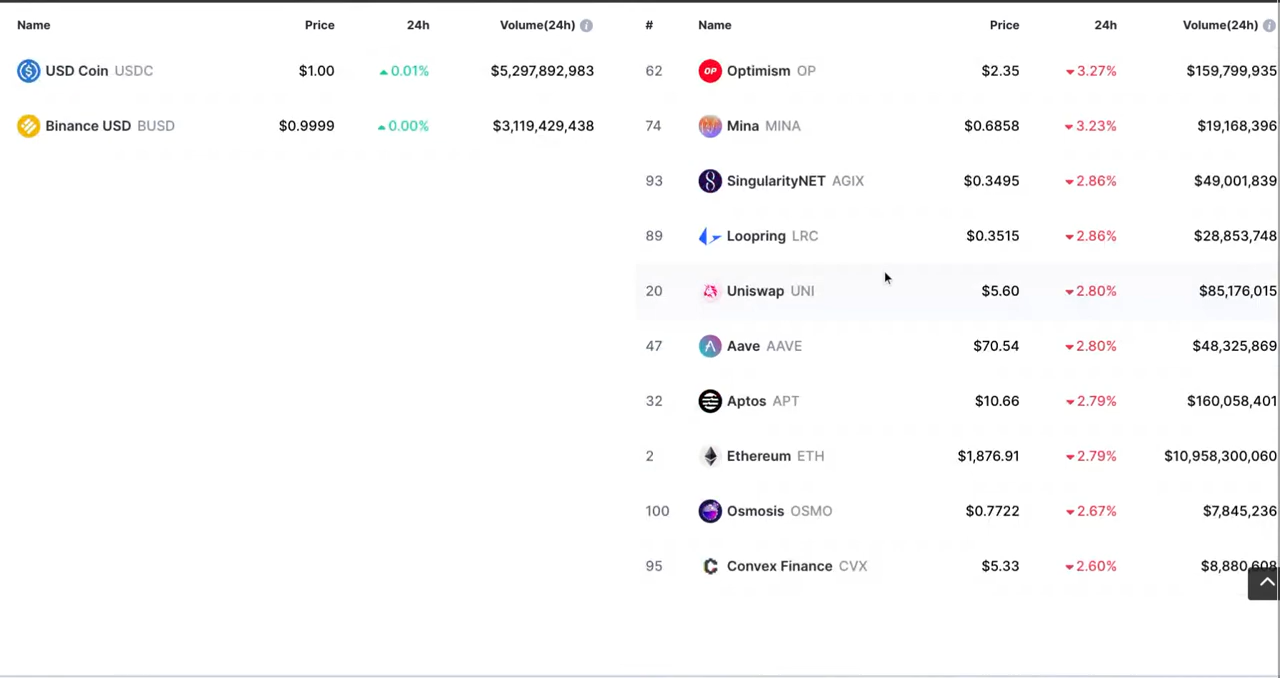 Name Price 24h Volume(24h)
USD Coin USDC $1.00 0.01% $5,297,892,983
Binance USD BUSD $0.9999 0.00% $3,119,429,438
# Name Price 24h Volume(24h)
62 Optimism OP $2.35 3.27% $159,799,935
74 Mina MINA $0.6858 3.23% $19,168,396
93 SingularityNET AGIX $0.3495 2.86% $49,001,839
89 Loopring LRC $0.3515 2.86% $28,853,748
20 Uniswap UNI $5.60 2.80% $85,176,015
47 Aave AAVE $70.54 2.80% $48,325,869
32 Aptos APT $10.66 2.79% $160,058,401
2 Ethereum ETH $1,876.91 2.79% $10,958,300,060
100 Osmosis OSMO $0.7722 2.67% $7,845,236
95 Convex Finance CVX $5.33 2.60% $8,880,608